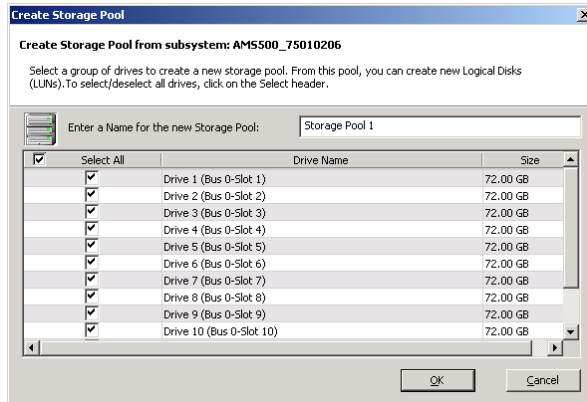 Create Storage Pool
Create Storage Pool from subsystem: AMS500_75010206
Select a group of drives to create a new storage pool. From this pool, you can create new Logical Disks
(LUNs).To select/deselect all drives, click on the Select header.
Enter a Name for the new Storage Pool: Storage Pool 1
Select All Drive Name Size
Drive 1 (Bus 0-Slot 1) 72.00 GB
Drive 2 (Bus 0-Slot 2) 72.00 GB
Drive 3 (Bus 0-Slot 3) 72.00 GB
Drive 4 (Bus 0-Slot 4) 72.00 GB
Drive 5 (Bus 0-Slot 5) 72.00 GB
Drive 6 (Bus 0-Slot 6) 72.00 GB
Drive 7 (Bus 0-Slot 7) 72.00 GB
Drive 8 (Bus 0-Slot 8) 72.00 GB
Drive 9 (Bus 0-Slot 9) 72.00 GB
Drive 10 (Bus 0-Slot 10) 72.00 GB
OK Cancel